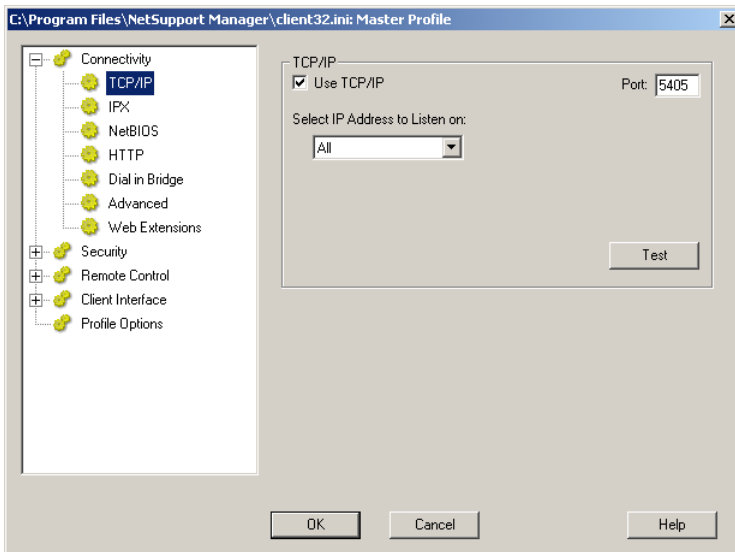 C:\Program Files\NetSupport Manager\client32.ini: Master Profile
Connectivity
TCP/IP
IPX
NetBIOS
HTTP
Dial in Bridge
Advanced
Web Extensions
Security
Remote Control
Client Interface
Profile Options
TCP/IP
Use TCP/IP
Port: 5405
Select IP Address to Listen on:
All
Test
OK
Cancel
Help